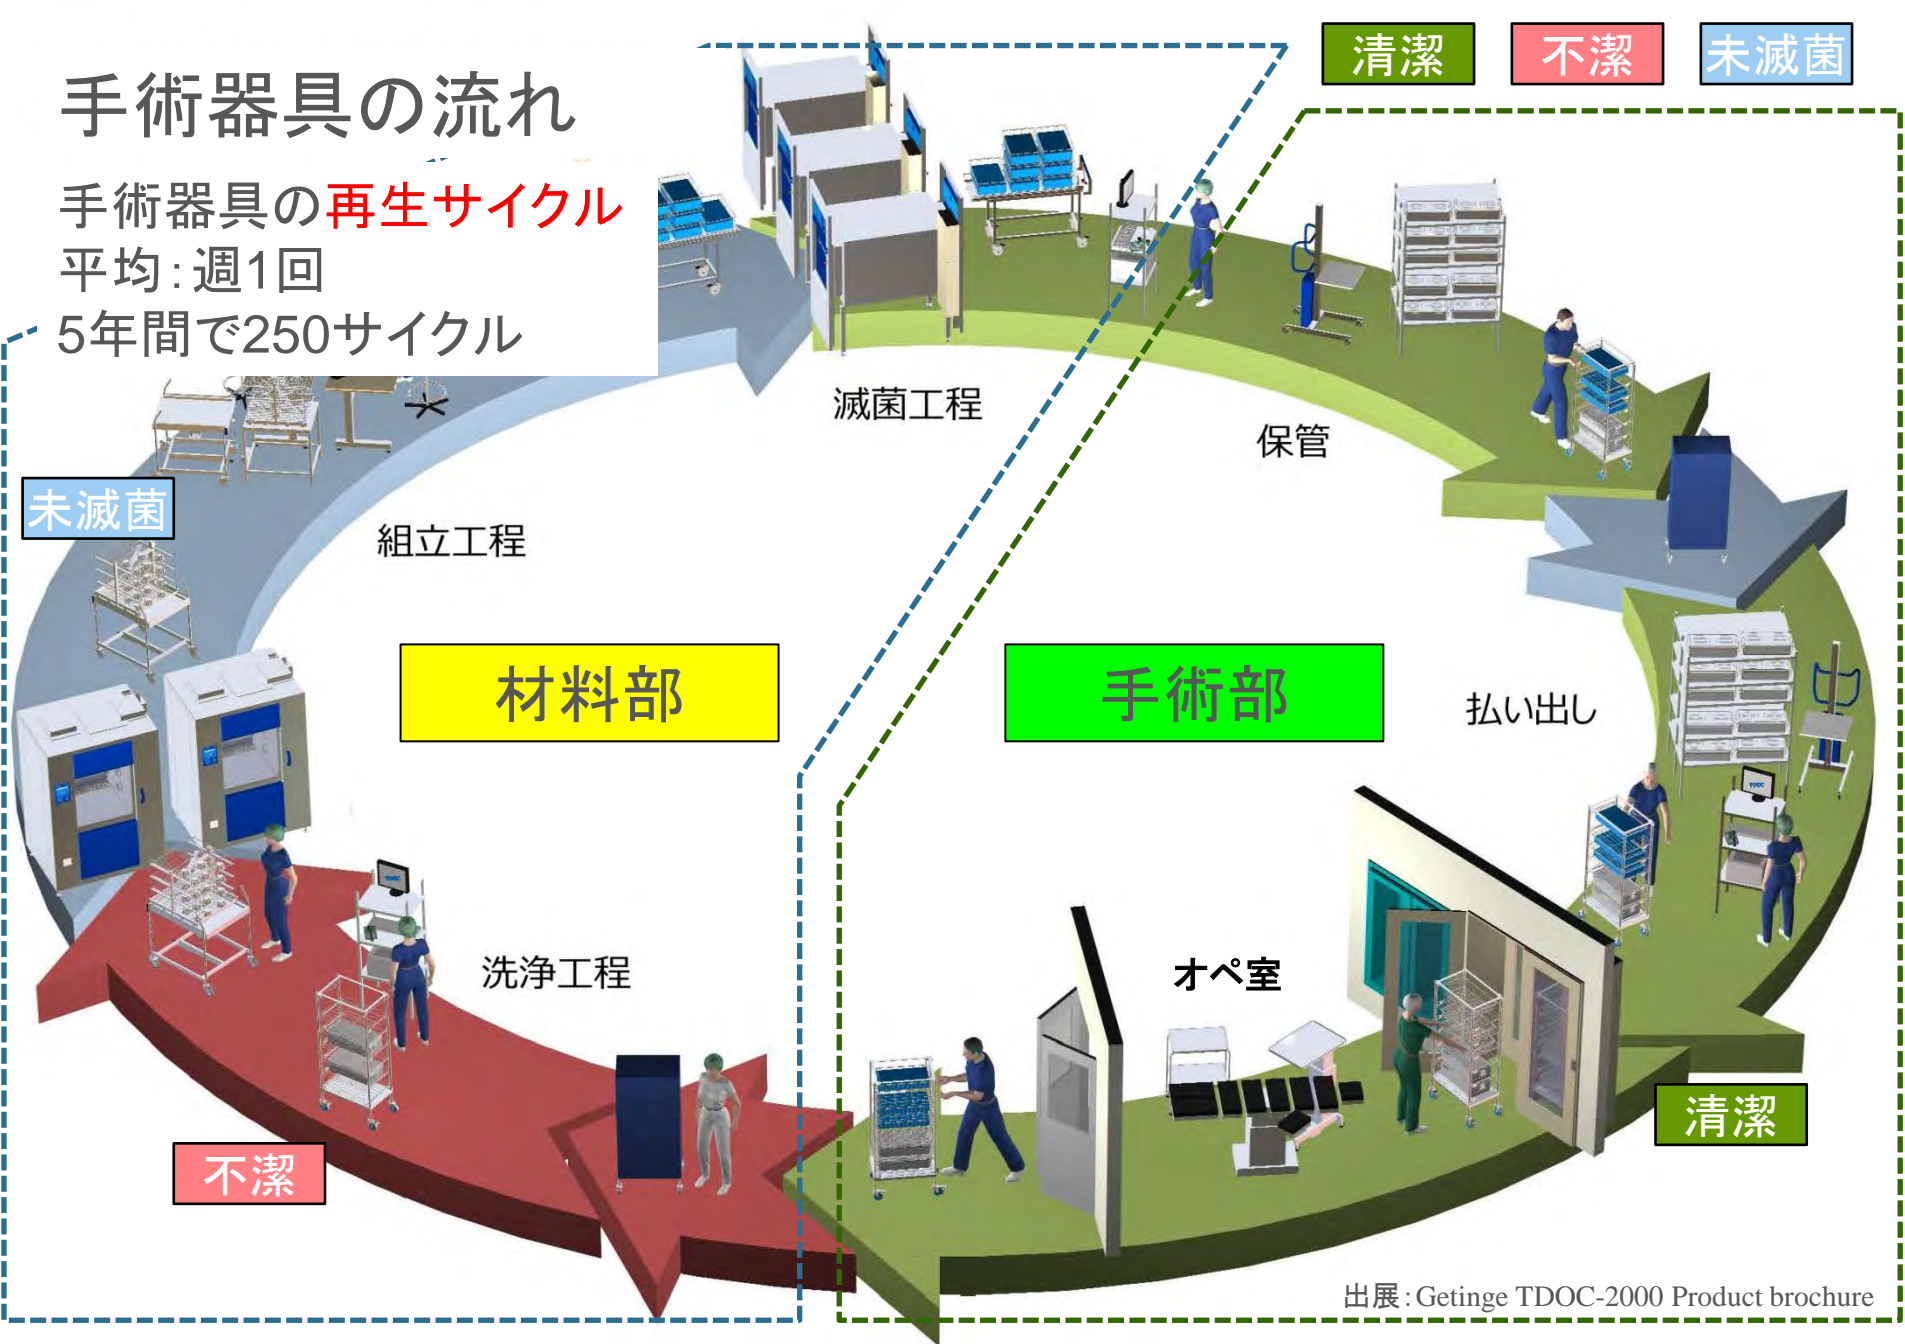 手術器具の流れ
手術器具の再生サイクル
平均：週1回
5年間で250サイクル
清潔
不潔
未滅菌
滅菌工程
保管
未滅菌
組立工程
材料部
手術部
払い出し
TDOC
TDOC
洗浄工程
オペ室
清潔
不潔
出展：Getinge TDOC-2000 Product brochure